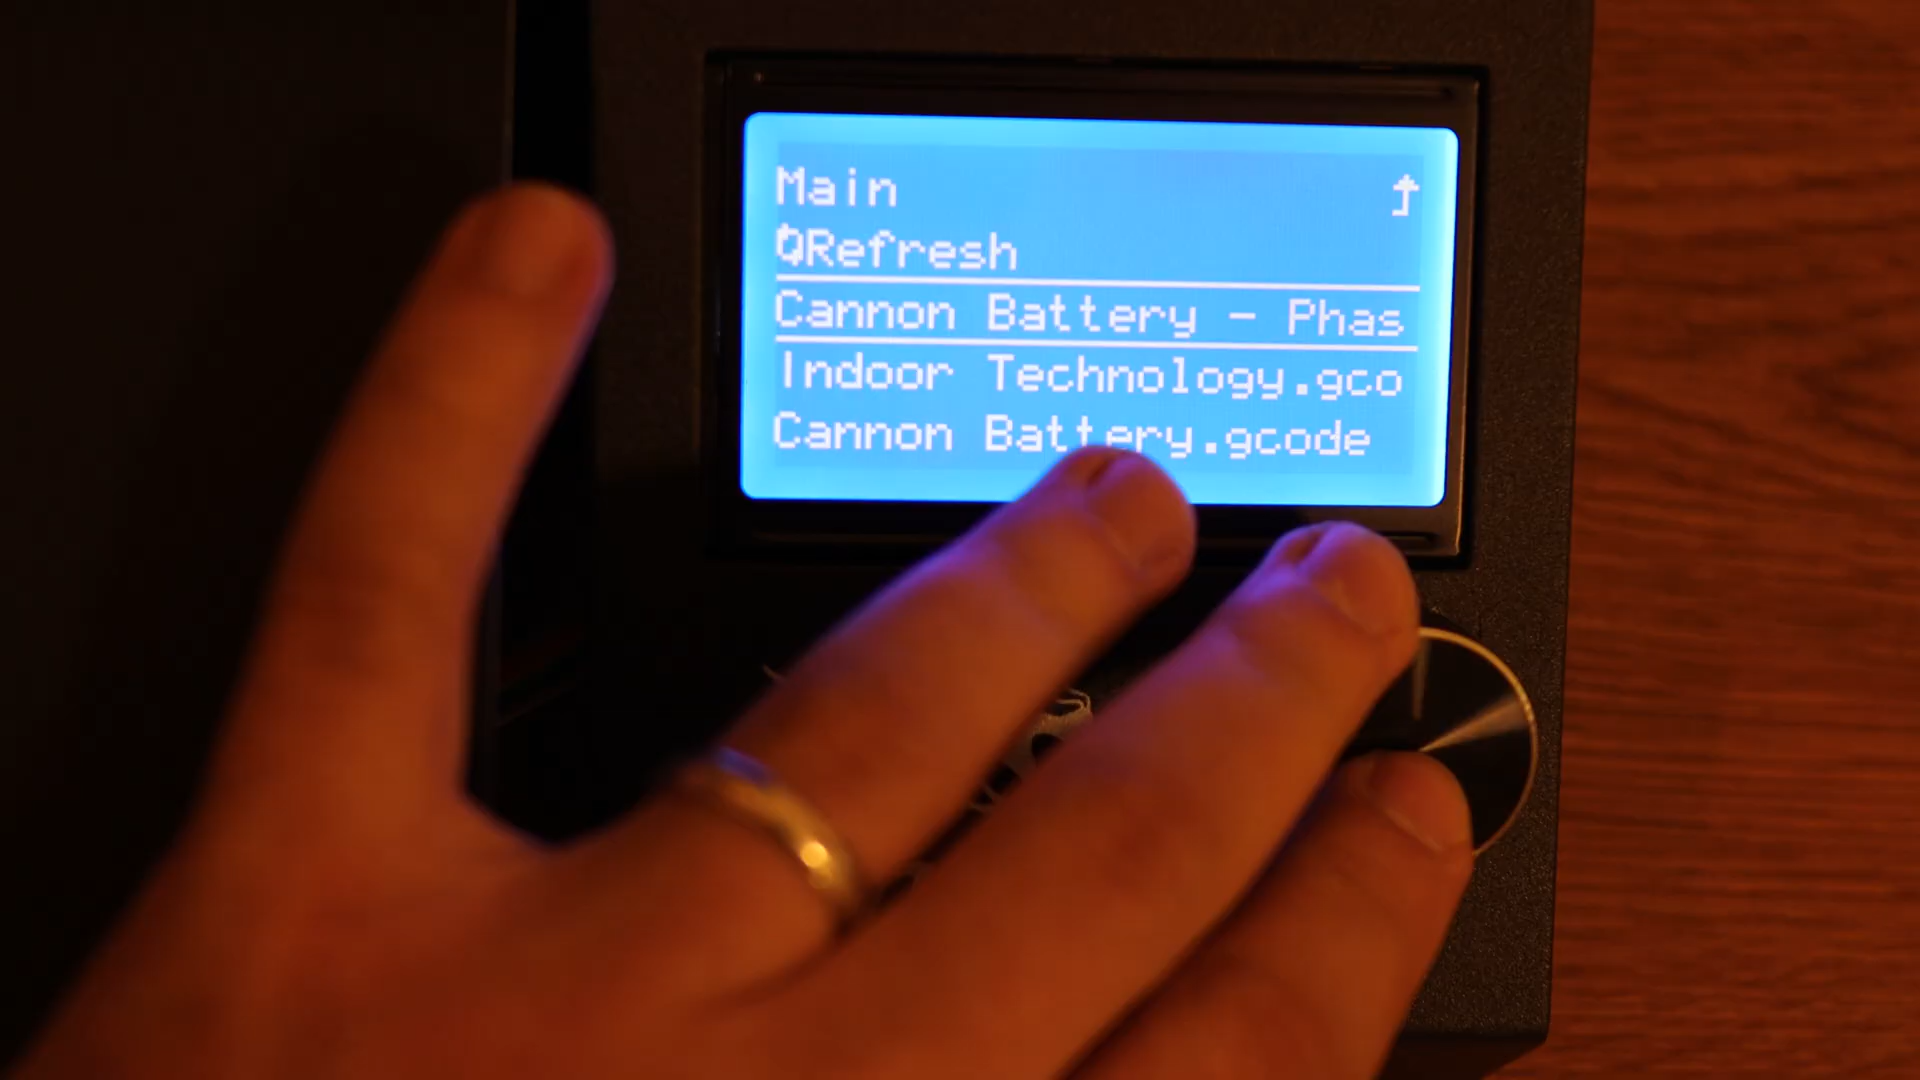 Main
Refresh
Cannon Battery - Phas
Indoor Technology.gco
Cannon Battery.gcode